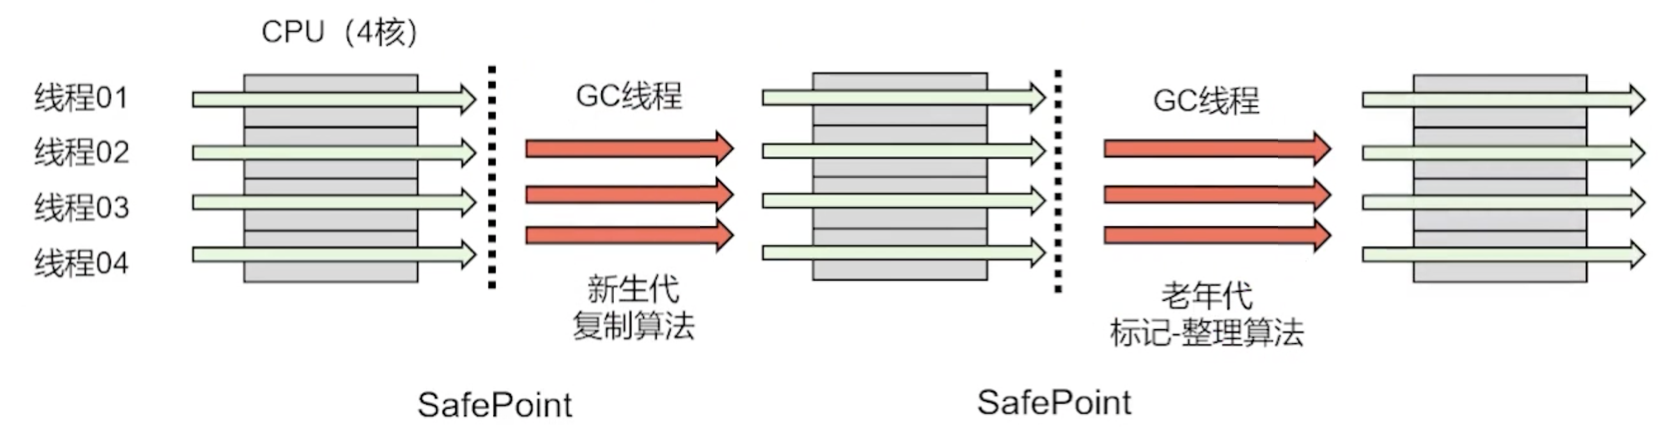 CPU（4核）
线程01
线程02
线程03
线程04
GC线程
新生代
复制算法
GC线程
老年代
标记-整理算法
SafePoint
SafePoint